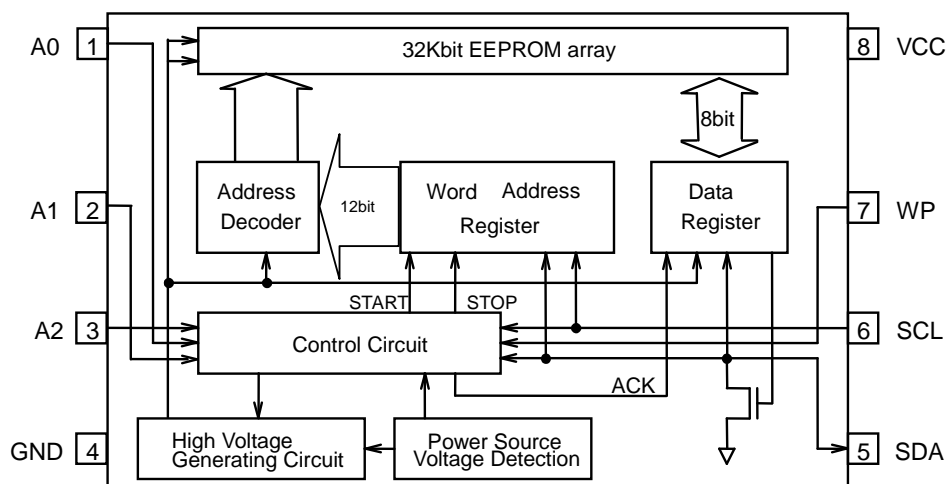 A0 1
32Kbit EEPROM array
8 VCC
8bit
A1 2
Address
Decoder
12bit
Word Address
Register
Data
Register
7 WP
START
STOP
A2 3
Control Circuit
6 SCL
ACK
GND 4
High Voltage
Generating Circuit
Power Source
Voltage Detection
5 SDA